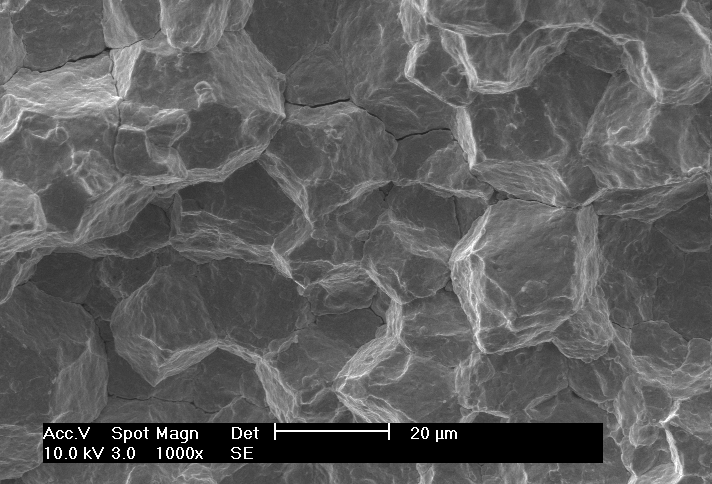 Acc.V Spot Magn Det 20 µm
10.0 kV 3.0 1000x SE